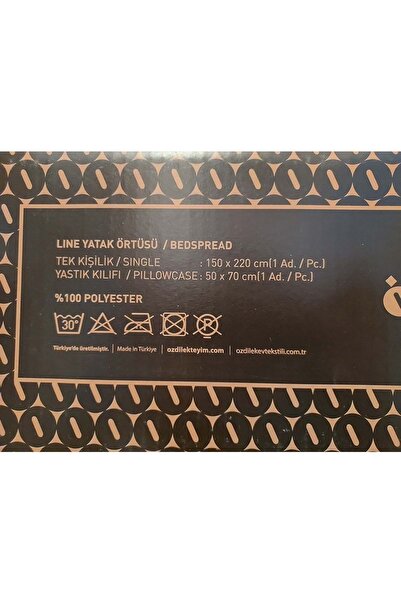 LINE YATAK ÖRTÜSÜ / BEDSPREAD
TEK KİŞİLİK / SINGLE : 150 x 220 cm(1 Ad. / Pc.)
YASTIK KILIFI / PILLOWCASE : 50 x 70 cm(1 Ad. / Pc.)
%100 POLYESTER
30° P
Türkiye'de üretilmiştir. | Made in Türkiye | ozdilekteyim.com | ozdilekevtekstili.com.tr